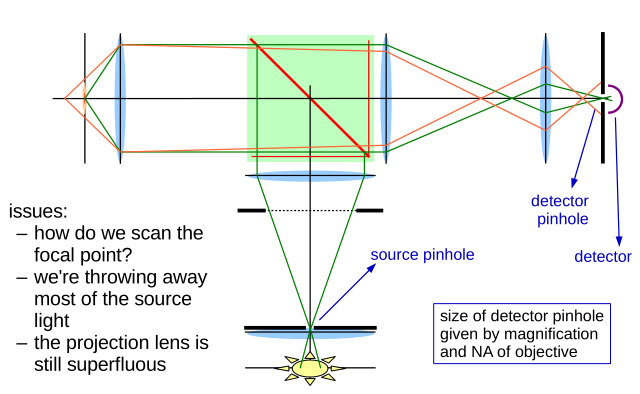 detector
pinhole
detector
source pinhole
issues:
– how do we scan the
focal point?
– we're throwing away
most of the source
light
– the projection lens is
still superfluous
size of detector pinhole
given by magnification
and NA of objective